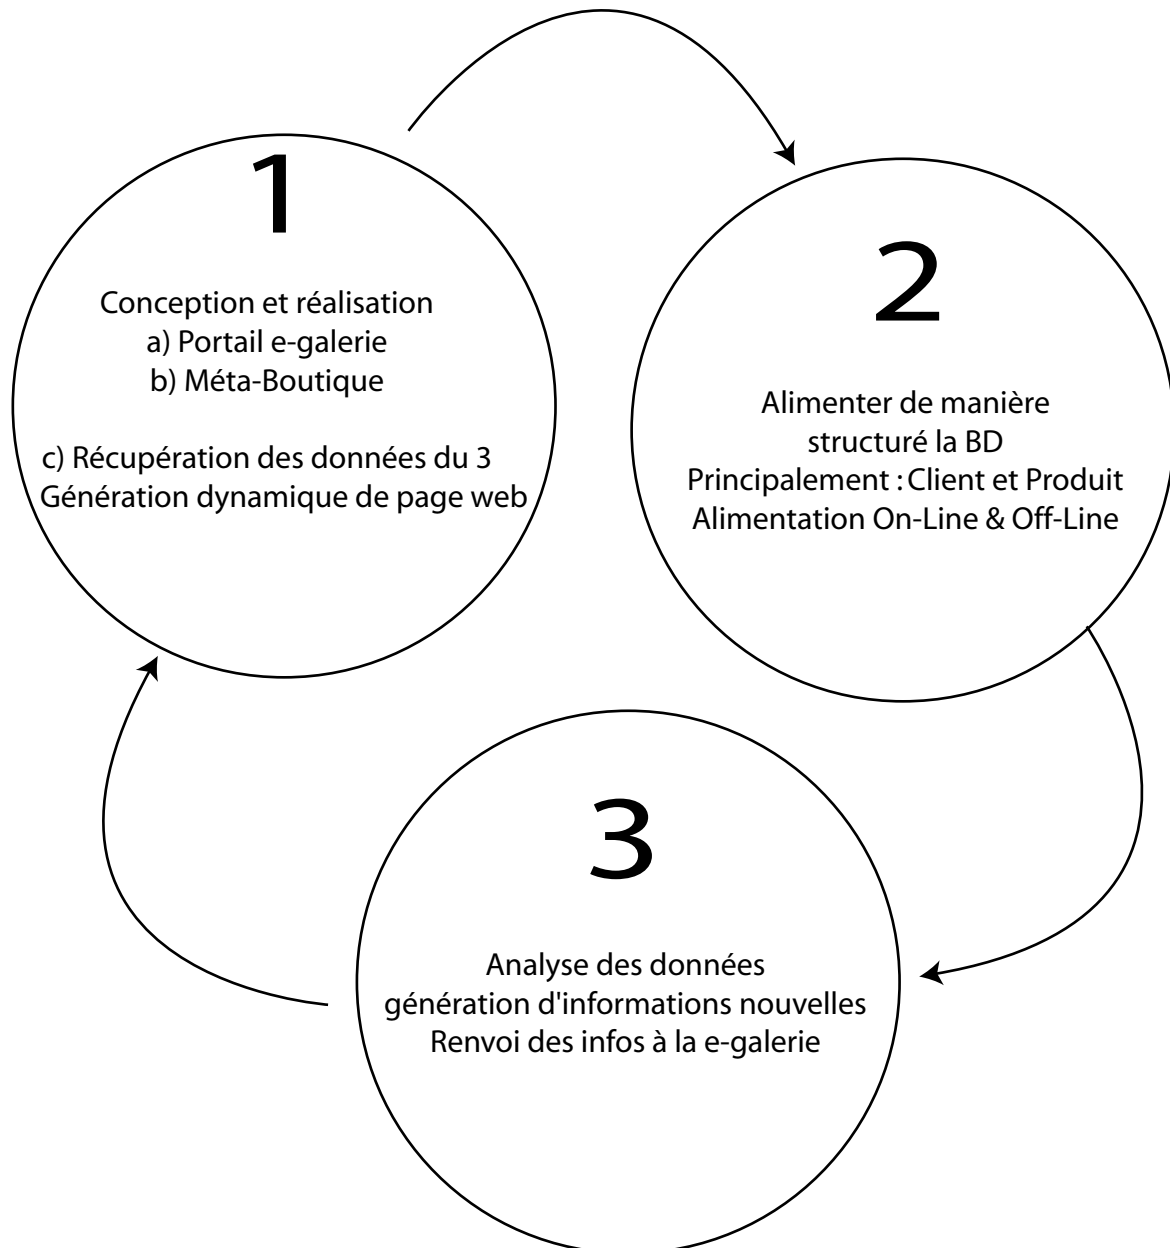 1
Conception et réalisation
a) Portail e-galerie
b) Méta-Boutique
c) Récupération des données du 3
Génération dynamique de page web
2
Alimenter de manière
structuré la BD
Principalement : Client et Produit
Alimentation On-Line & Off-Line
3
Analyse des données
génération d'informations nouvelles
Renvoi des infos à la e-galerie